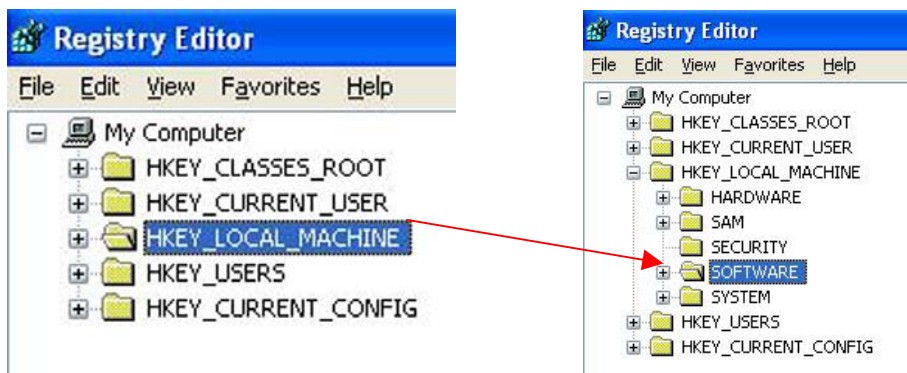 Registry Editor
File Edit View Favorites Help
My Computer
HKEY_CLASSES_ROOT
HKEY_CURRENT_USER
HKEY_LOCAL_MACHINE
HKEY_USERS
HKEY_CURRENT_CONFIG
Registry Editor
File Edit View Favorites Help
My Computer
HKEY_CLASSES_ROOT
HKEY_CURRENT_USER
HKEY_LOCAL_MACHINE
HARDWARE
SAM
SECURITY
SOFTWARE
SYSTEM
HKEY_USERS
HKEY_CURRENT_CONFIG